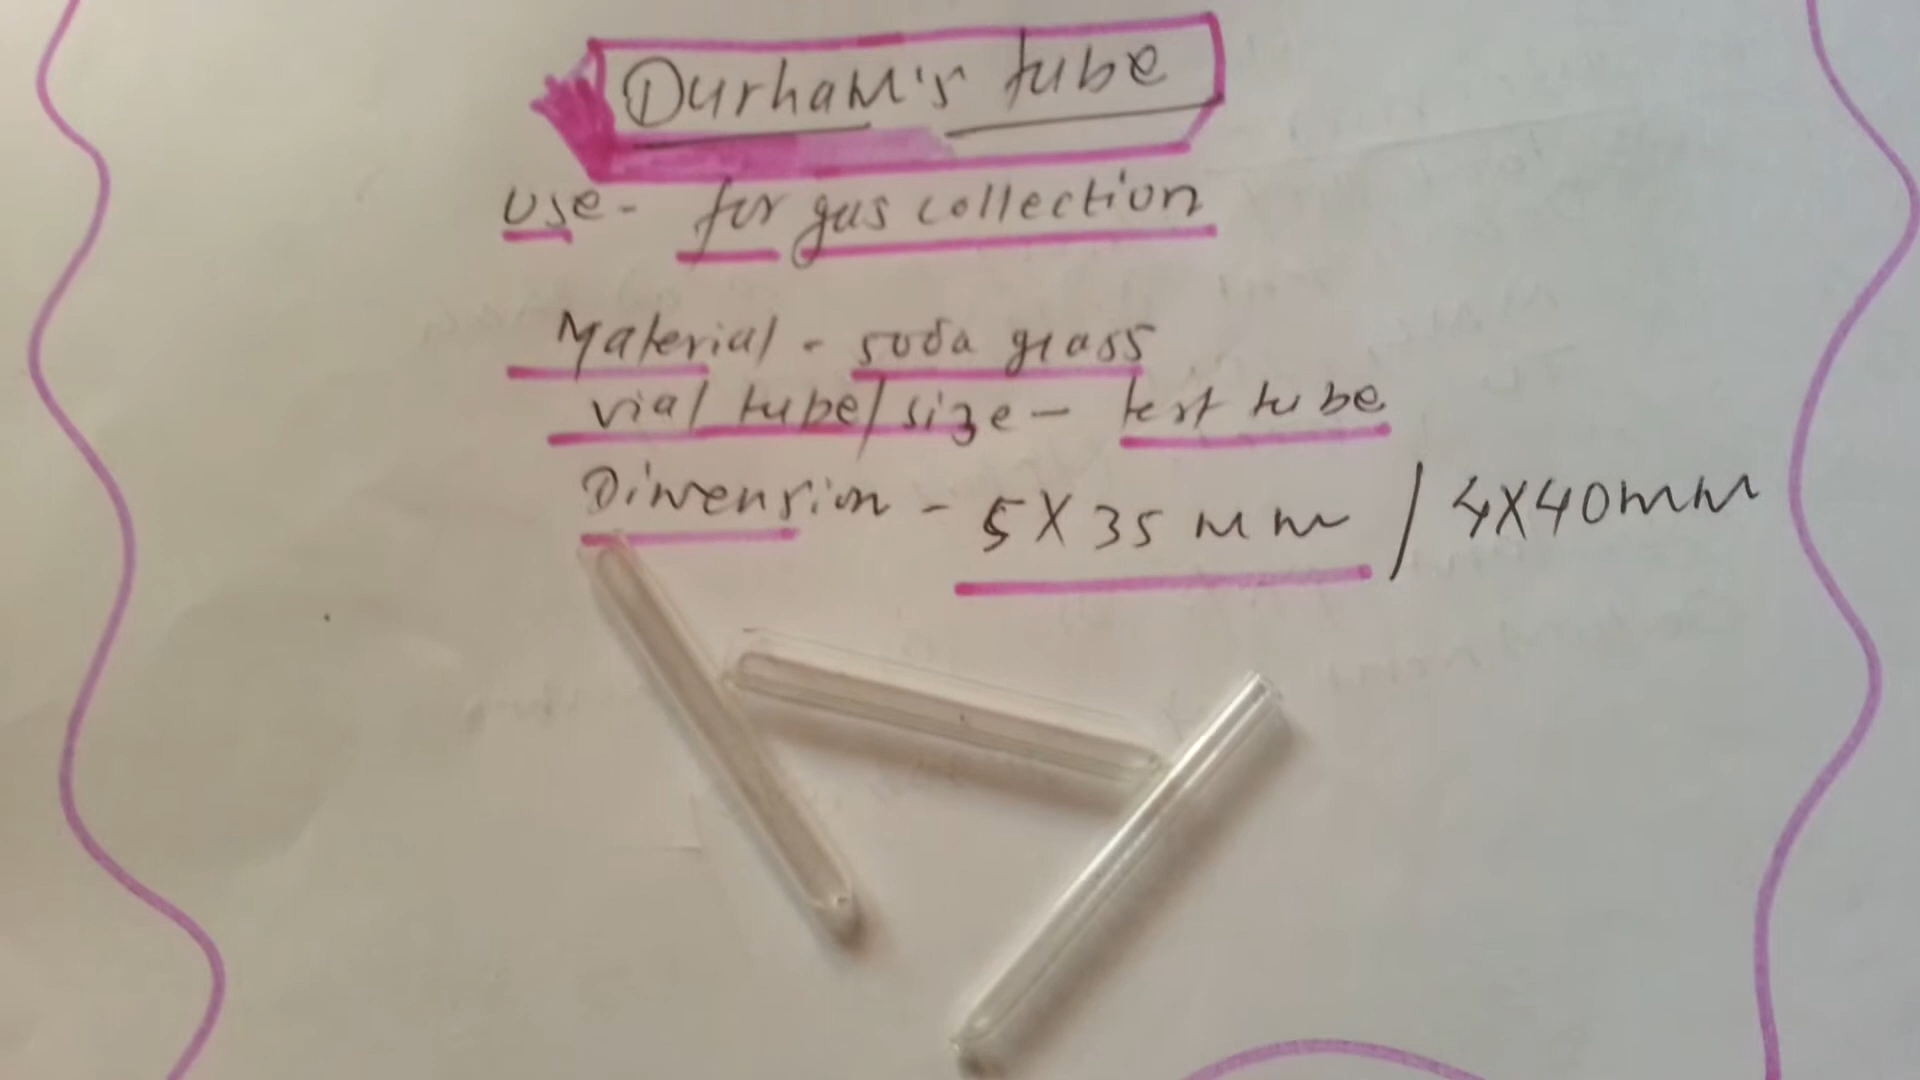 Durham's tube
Use - for gas collection
Material - soda glass
vial tube/size - test tube
Dimension - 5X35 mm / 4X40mm